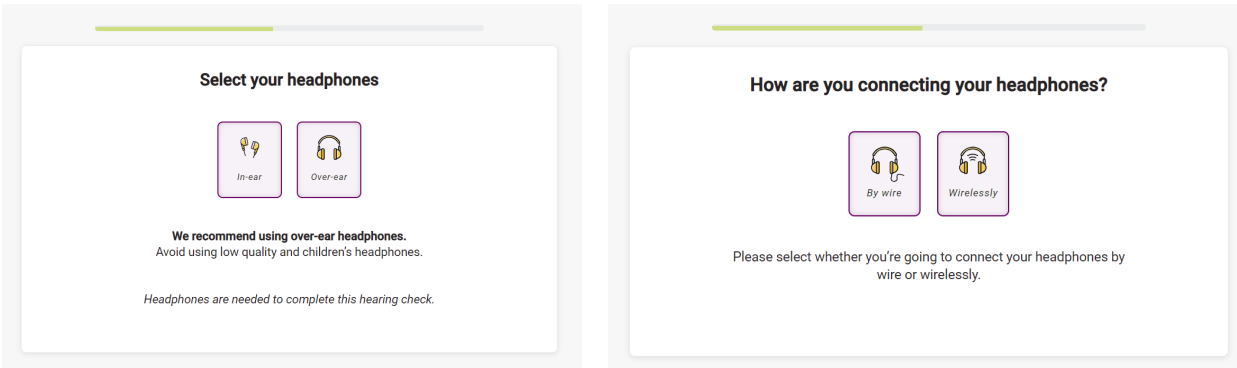 Select your headphones
In-ear
Over-ear
We recommend using over-ear headphones.
Avoid using low quality and children's headphones.
Headphones are needed to complete this hearing check.
How are you connecting your headphones?
By wire
Wirelessly
Please select whether you’re going to connect your headphones by
wire or wirelessly.